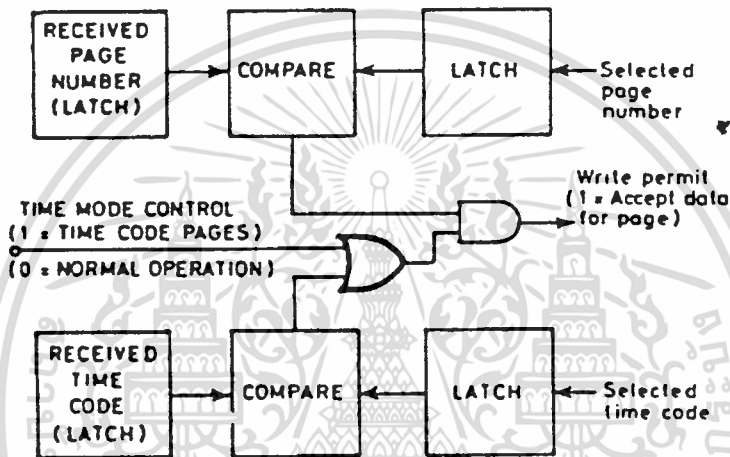 RECEIVED
PAGE
NUMBER
(LATCH)
COMPARE
LATCH
Selected
page
number
TIME MODE CONTROL
(1 = TIME CODE PAGES)
(0 = NORMAL OPERATION)
Write permit
(1 = Accept data
for page)
RECEIVED
TIME
CODE
(LATCH)
COMPARE
LATCH
Selected
time code